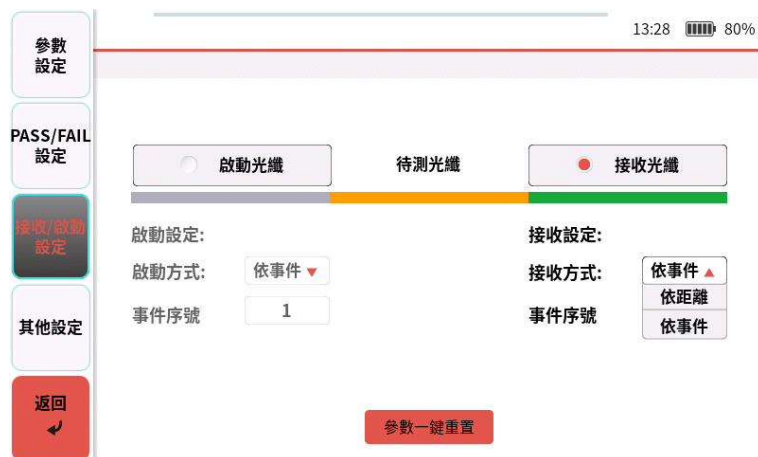 13:28 80%
參數
設定
PASS/FAIL
設定
接收/啟動
設定
其他設定
返回
啟動光纖 待測光纖 接收光纖
啟動設定: 接收設定:
啟動方式: 依事件 接收方式: 依事件
依距離
事件序號 1 事件序號 依事件
參數一鍵重置